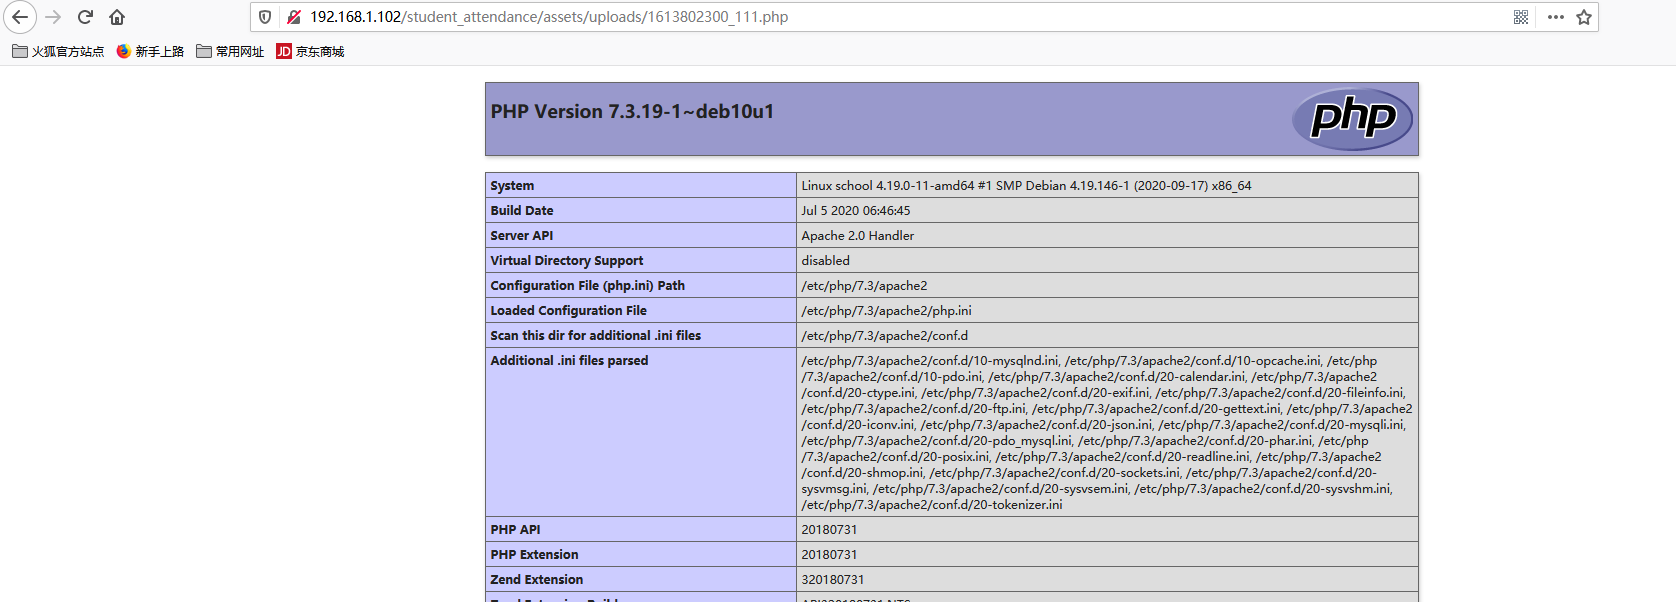 192.168.1.102/student_attendance/assets/uploads/1613802300_111.php
火狐官方站点 新手上路 常用网址 JD 京东商城
PHP Version 7.3.19-1~deb10u1
php
System Linux school 4.19.0-11-amd64 #1 SMP Debian 4.19.146-1 (2020-09-17) x86_64
Build Date Jul 5 2020 06:46:45
Server API Apache 2.0 Handler
Virtual Directory Support disabled
Configuration File (php.ini) Path /etc/php/7.3/apache2
Loaded Configuration File /etc/php/7.3/apache2/php.ini
Scan this dir for additional .ini files /etc/php/7.3/apache2/conf.d
Additional .ini files parsed /etc/php/7.3/apache2/conf.d/10-mysqlnd.ini, /etc/php/7.3/apache2/conf.d/10-opcache.ini, /etc/php
/7.3/apache2/conf.d/10-pdo.ini, /etc/php/7.3/apache2/conf.d/20-calendar.ini, /etc/php/7.3/apache2
/conf.d/20-ctype.ini, /etc/php/7.3/apache2/conf.d/20-exif.ini, /etc/php/7.3/apache2/conf.d/20-fileinfo.ini,
/etc/php/7.3/apache2/conf.d/20-ftp.ini, /etc/php/7.3/apache2/conf.d/20-gettext.ini, /etc/php/7.3/apache2
/conf.d/20-iconv.ini, /etc/php/7.3/apache2/conf.d/20-json.ini, /etc/php/7.3/apache2/conf.d/20-mysqli.ini,
/etc/php/7.3/apache2/conf.d/20-pdo_mysql.ini, /etc/php/7.3/apache2/conf.d/20-phar.ini, /etc/php
/7.3/apache2/conf.d/20-posix.ini, /etc/php/7.3/apache2/conf.d/20-readline.ini, /etc/php/7.3/apache2
/conf.d/20-shmop.ini, /etc/php/7.3/apache2/conf.d/20-sockets.ini, /etc/php/7.3/apache2/conf.d/20-
sysvmsg.ini, /etc/php/7.3/apache2/conf.d/20-sysvsem.ini, /etc/php/7.3/apache2/conf.d/20-sysvshm.ini,
/etc/php/7.3/apache2/conf.d/20-tokenizer.ini
PHP API 20180731
PHP Extension 20180731
Zend Extension 320180731